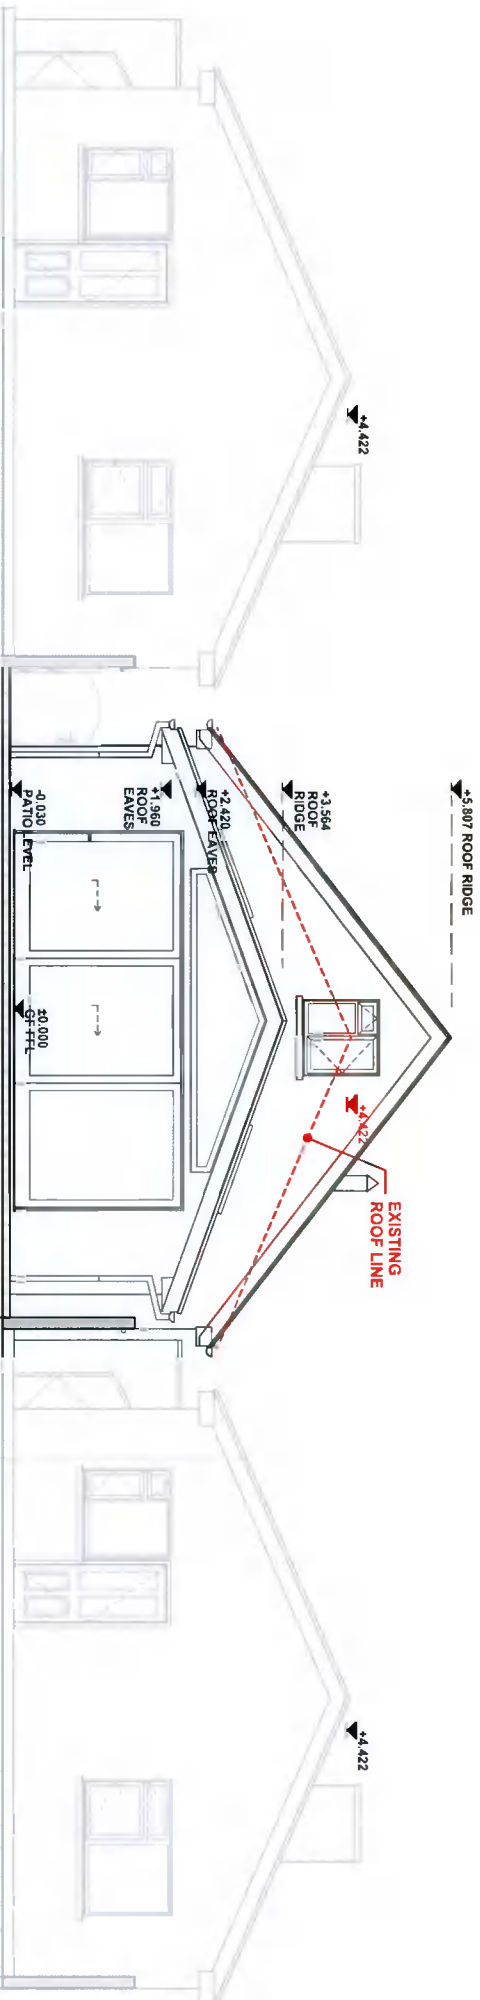 +4.422
+5.807 ROOF RIDGE
+3.564
ROOF
RIDGE
+2.420
ROOF EAVES
+1.960
ROOF
EAVES
-0.030
PATIO LEVEL
±0.000
GF FFL
+4.422
EXISTING
ROOF LINE
+4.422